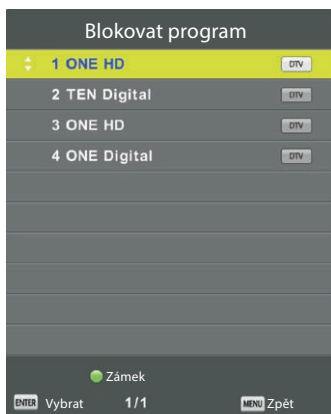 Blokovat program
1 ONE HD DTV
2 TEN Digital DTV
3 ONE HD DTV
4 ONE Digital DTV
Zámek
ENTER Vybrat 1/1 MENU Zpět